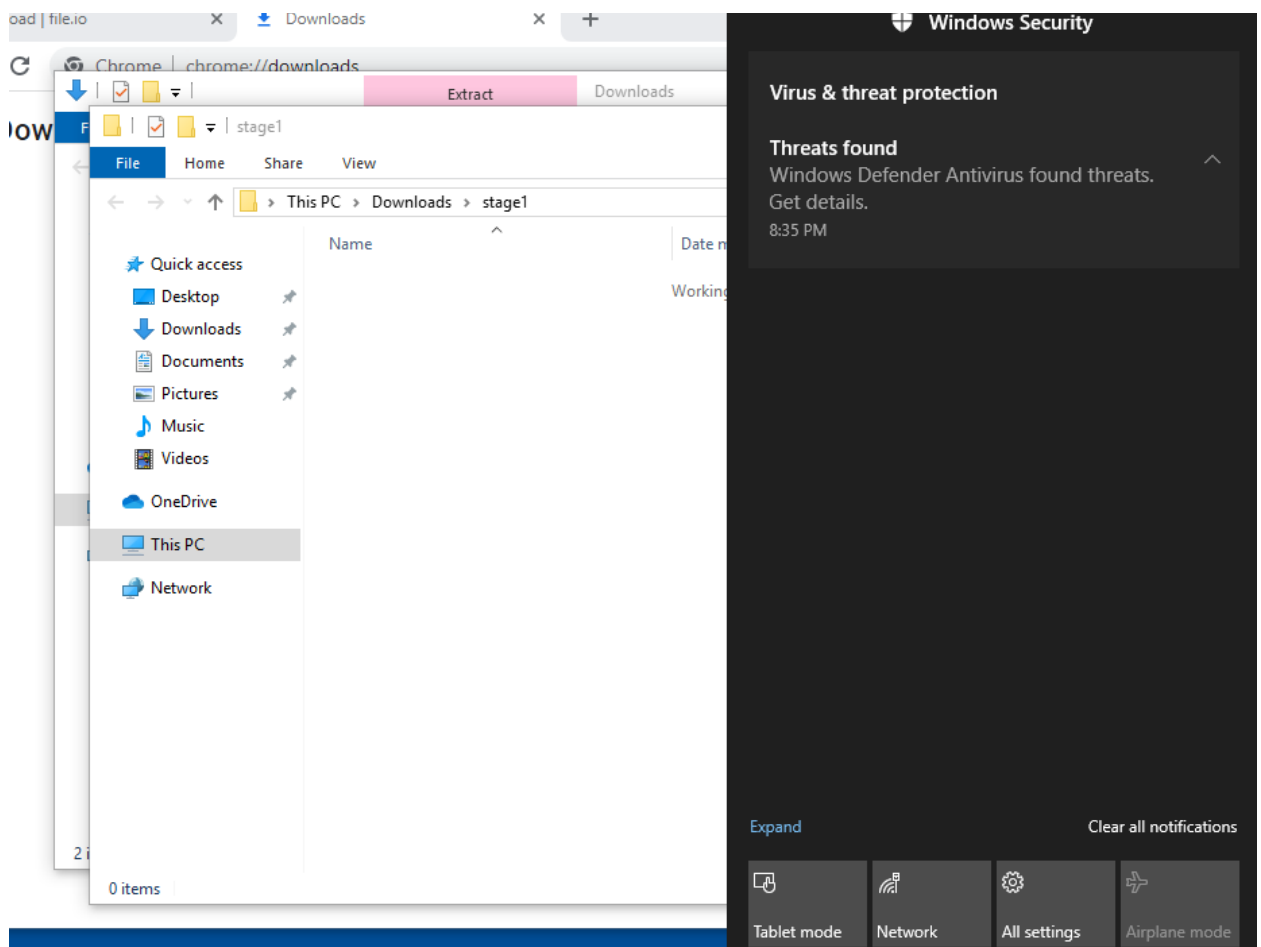 oad | file.io
Downloads
Chrome
chrome://downloads
Extract
Downloads
stage1
File
Home
Share
View
This PC
Downloads
stage1
Name
Date m
Quick access
Working
Desktop
Downloads
Documents
Pictures
Music
Videos
OneDrive
This PC
Network
2 i
0 items
Windows Security
Virus & threat protection
Threats found
Windows Defender Antivirus found threats.
Get details.
8:35 PM
Expand
Clear all notifications
Tablet mode
Network
All settings
Airplane mode